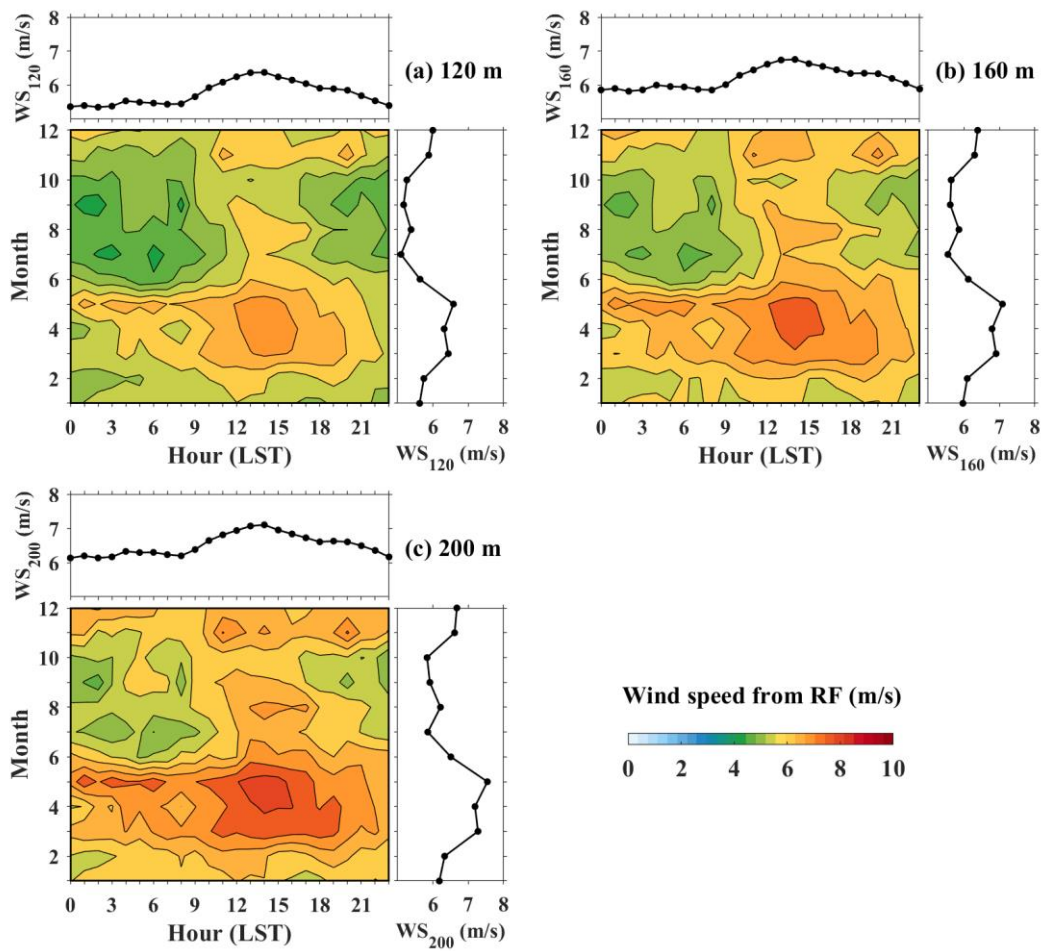 8
7
6
WS120 (m/s)
(a) 120 m
12
10
8
6
4
2
Month
0 3 6 9 12 15 18 21
Hour (LST)
6 7 8
WS120 (m/s)
8
7
6
WS160 (m/s)
(b) 160 m
12
10
8
6
4
2
Month
0 3 6 9 12 15 18 21
Hour (LST)
6 7 8
WS160 (m/s)
8
7
6
WS200 (m/s)
(c) 200 m
12
10
8
6
4
2
Month
0 3 6 9 12 15 18 21
Hour (LST)
6 7 8
WS200 (m/s)
Wind speed from RF (m/s)
0 2 4 6 8 10